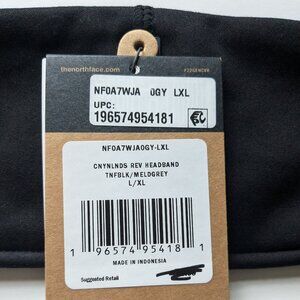 thenorthface.com
NF0A7WJA 0GY LXL
UPC:
196574954181
NF0A7WJA0GY-LXL
CNYNLNDS REV HEADBAND
TNFBLK/MELDGREY
L/XL
1 96574 95418 1
MADE IN INDONESIA
Suggested Retail